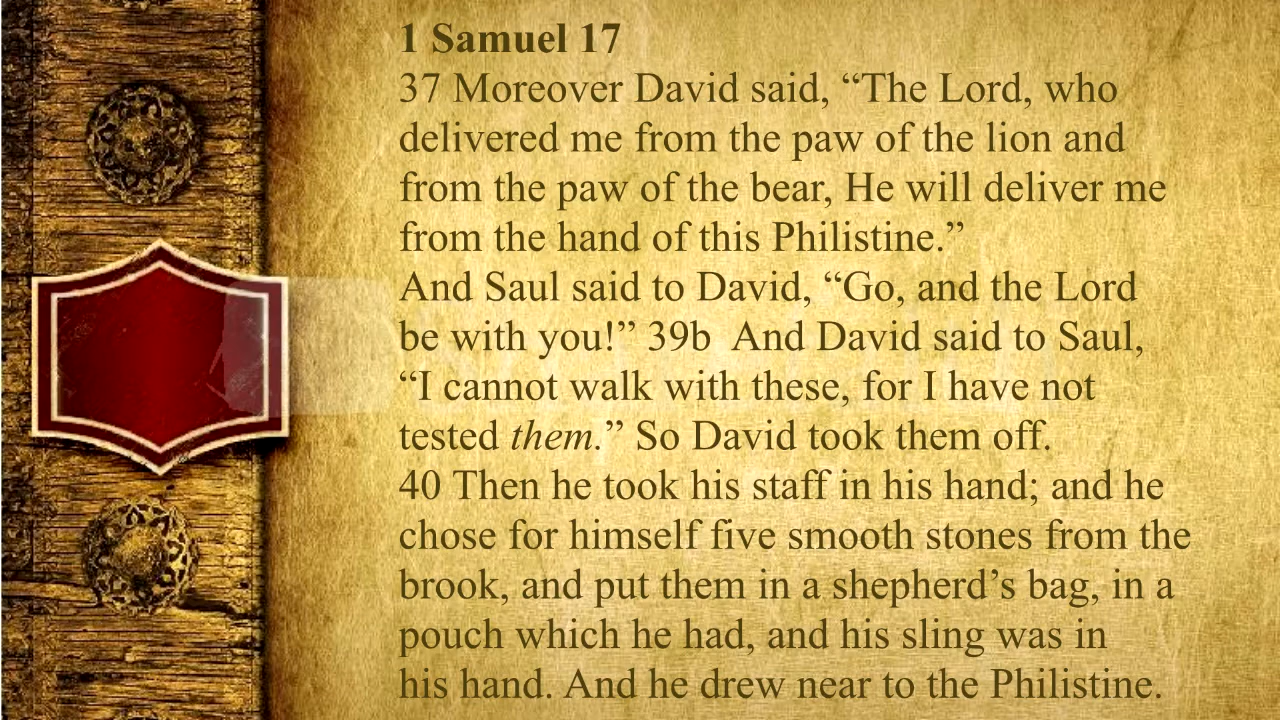 1 Samuel 17
37 Moreover David said, “The Lord, who
delivered me from the paw of the lion and
from the paw of the bear, He will deliver me
from the hand of this Philistine.”
And Saul said to David, “Go, and the Lord
be with you!” 39b  And David said to Saul,
“I cannot walk with these, for I have not
tested them.” So David took them off.
40 Then he took his staff in his hand; and he
chose for himself five smooth stones from the
brook, and put them in a shepherd’s bag, in a
pouch which he had, and his sling was in
his hand. And he drew near to the Philistine.